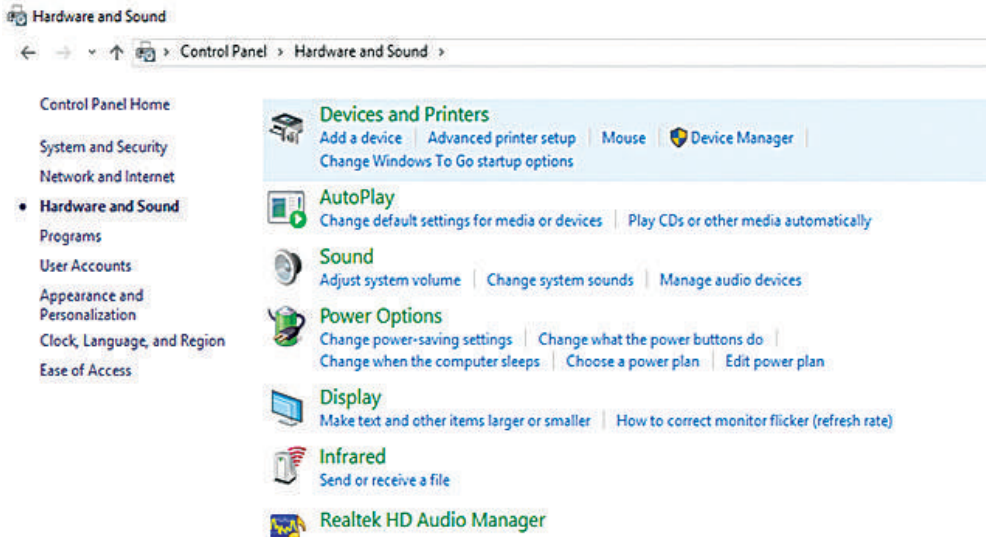 Hardware and Sound
Control Panel > Hardware and Sound >
Control Panel Home
System and Security
Network and Internet
Hardware and Sound
Programs
User Accounts
Appearance and
Personalization
Clock, Language, and Region
Ease of Access
Devices and Printers
Add a device | Advanced printer setup | Mouse | Device Manager |
Change Windows To Go startup options
AutoPlay
Change default settings for media or devices | Play CDs or other media automatically
Sound
Adjust system volume | Change system sounds | Manage audio devices
Power Options
Change power-saving settings | Change what the power buttons do |
Change when the computer sleeps | Choose a power plan | Edit power plan
Display
Make text and other items larger or smaller | How to correct monitor flicker (refresh rate)
Infrared
Send or receive a file
Realtek HD Audio Manager